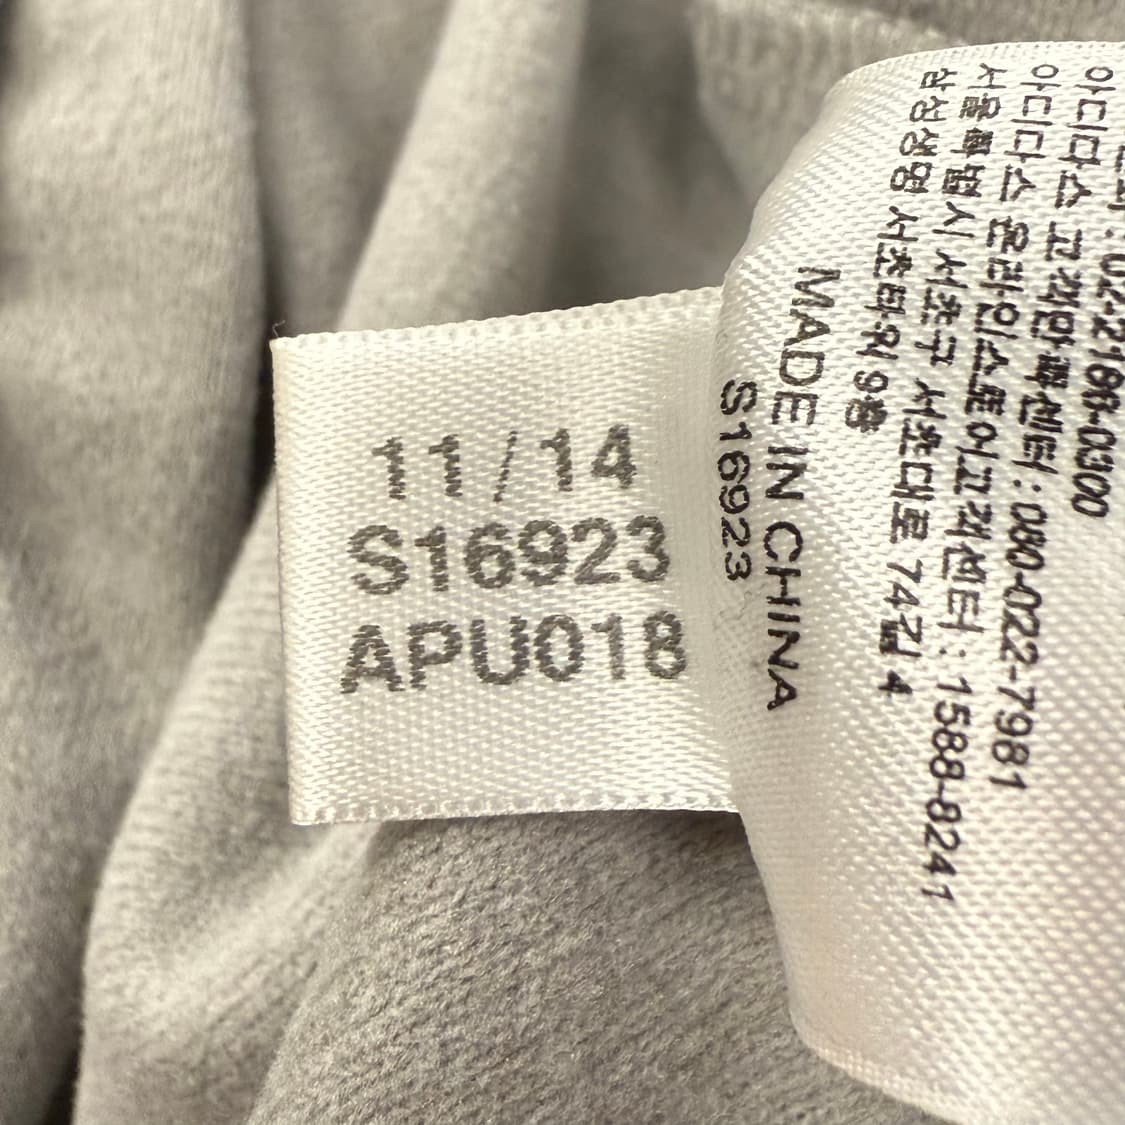 11/14
S16923
APU018
아디다스 고객만족센터 : 080-022-7981
아디다스 온라인스토어고객센터 : 1588-8241
서울특별시 서초구 서초대로 74길 4
삼성생명 서초타워 9층
MADE IN CHINA
S16923